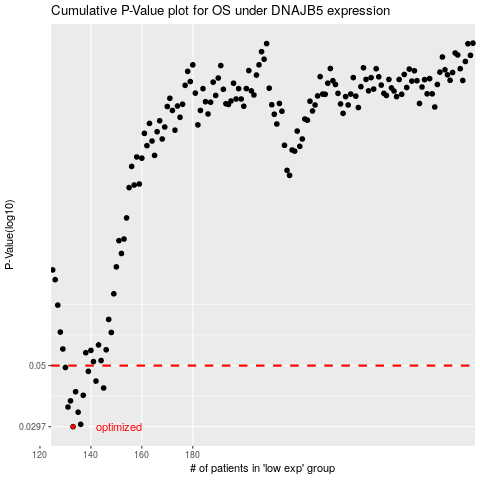 Cumulative P-Value plot for OS under DNAJB5 expression
P-Value(log10)
0.05
0.0297
optimized
120 140 160 180
# of patients in 'low exp' group